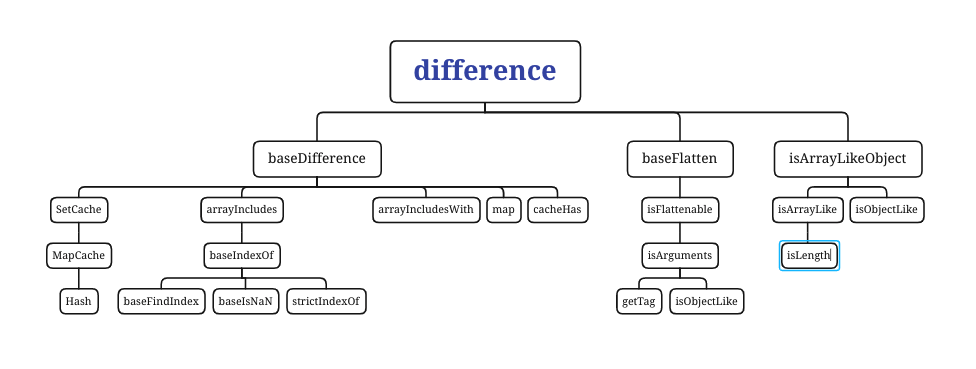 difference
baseDifference
baseFlatten
isArrayLikeObject
SetCache
arrayIncludes
arrayIncludesWith
map
cacheHas
isFlattenable
isArrayLike
isObjectLike
MapCache
baseIndexOf
isArguments
isLength
Hash
baseFindIndex
baseIsNaN
strictIndexOf
getTag
isObjectLike